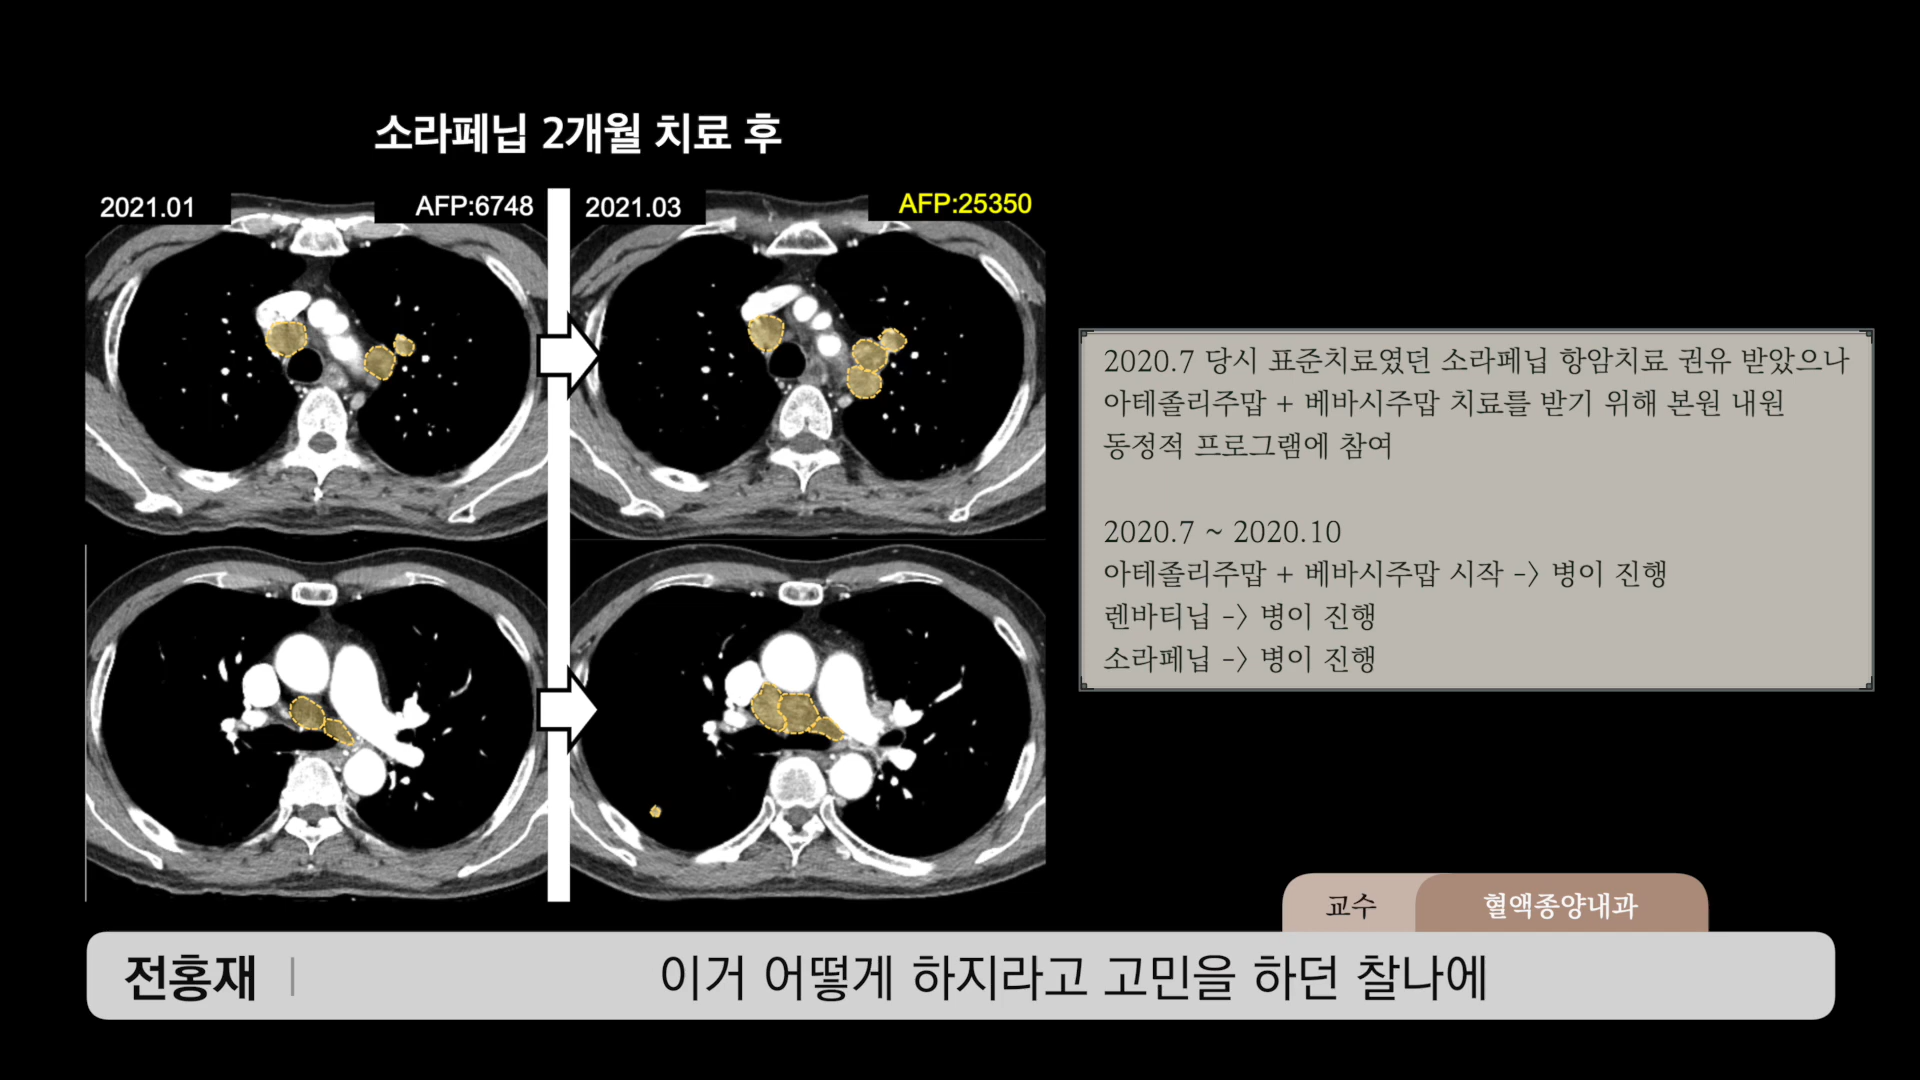 소라페닙 2개월 치료 후
2021.01
AFP:6748
2021.03
AFP:25350
2020.7 당시 표준치료였던 소라페닙 항암치료 권유 받았으나
아테졸리주맙 + 베바시주맙 치료를 받기 위해 본원 내원
동정적 프로그램에 참여
2020.7 ~ 2020.10
아테졸리주맙 + 베바시주맙 시작 -> 병이 진행
렌바티닙 -> 병이 진행
소라페닙 -> 병이 진행
교수
혈액종양내과
전홍재
이거 어떻게 하지라고 고민을 하던 찰나에